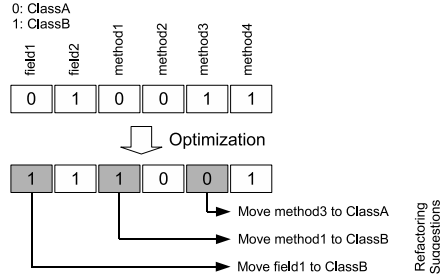 0: ClassA
1: ClassB
field1 field2 method1 method2 method3 method4
0 1 0 0 1 1
Optimization
1 1 1 0 0 1
Move method3 to ClassA
Move method1 to ClassB
Move field1 to ClassB
Refactoring
Suggestions